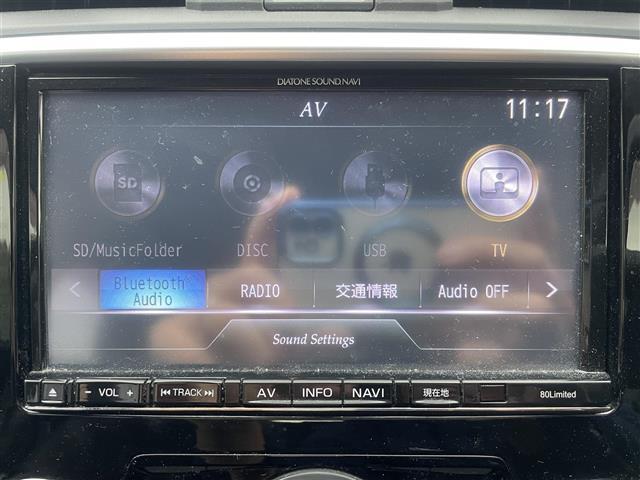 DIATONE SOUND.NAVI
AV
11:17
SD
SD/MusicFolder
DISC
USB
TV
Bluetooth
Audio
RADIO
交通情報
Audio OFF
Sound Settings
− VOL +
TRACK
AV
INFO
NAVI
現在地
80Limited